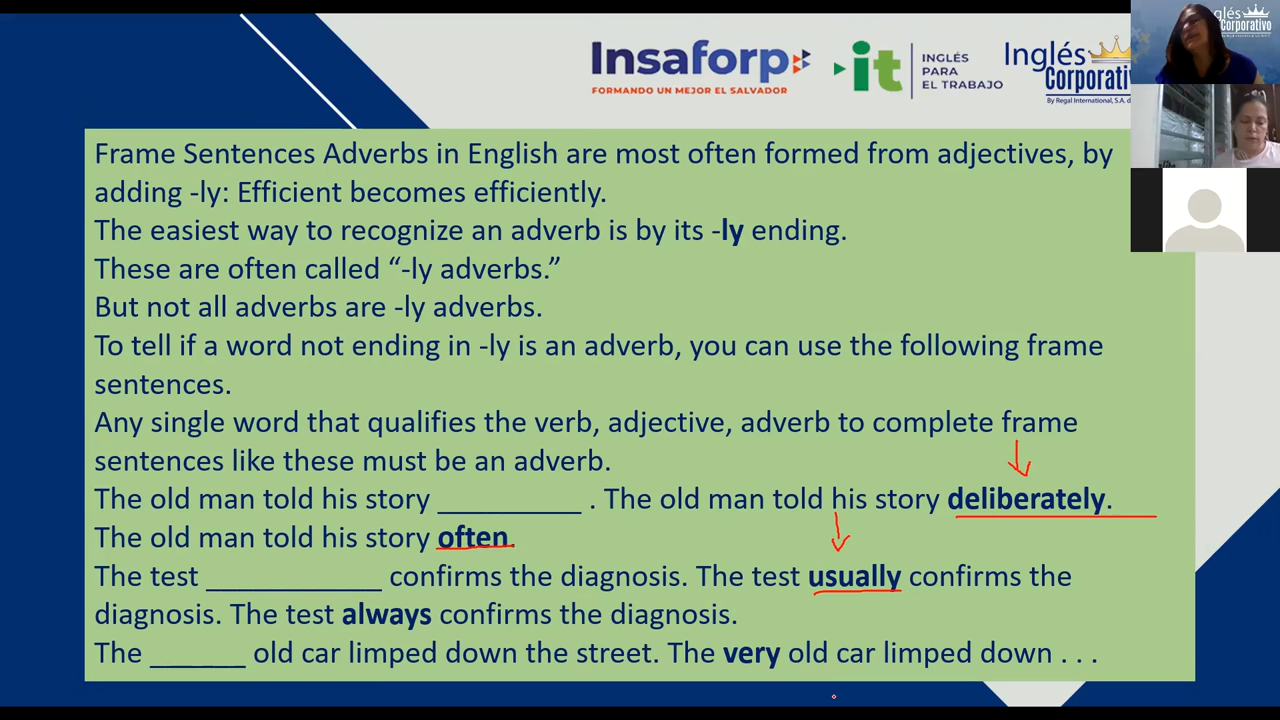 Insaforp
FORMANDO UN MEJOR EL SALVADOR
it
INGLÉS
PARA
EL TRABAJO
Inglés
Corporativ
By Regal International, S.A. d
glés
Corporativo
Frame Sentences Adverbs in English are most often formed from adjectives, by
adding -ly: Efficient becomes efficiently.
The easiest way to recognize an adverb is by its -ly ending.
These are often called “-ly adverbs.”
But not all adverbs are -ly adverbs.
To tell if a word not ending in -ly is an adverb, you can use the following frame
sentences.
Any single word that qualifies the verb, adjective, adverb to complete frame
sentences like these must be an adverb.
The old man told his story __________ . The old man told his story deliberately.
The old man told his story often.
The test ____________ confirms the diagnosis. The test usually confirms the
diagnosis. The test always confirms the diagnosis.
The ______ old car limped down the street. The very old car limped down . . .